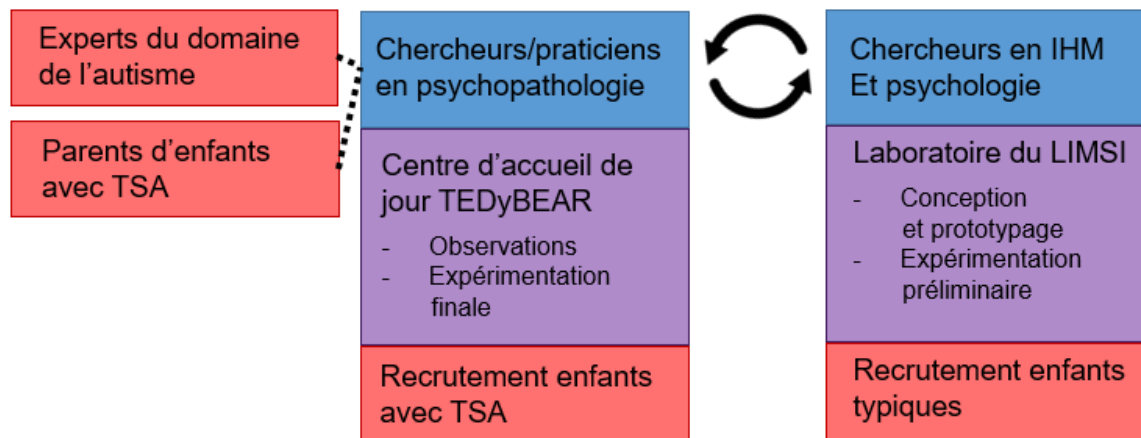 Experts du domaine
de l'autisme
Parents d'enfants
avec TSA
Chercheurs/praticiens
en psychopathologie
Centre d'accueil de
jour TEDyBEAR
- Observations
- Expérimentation
finale
Recrutement enfants
avec TSA
Chercheurs en IHM
Et psychologie
Laboratoire du LIMSI
- Conception
et prototypage
- Expérimentation
préliminaire
Recrutement enfants
typiques